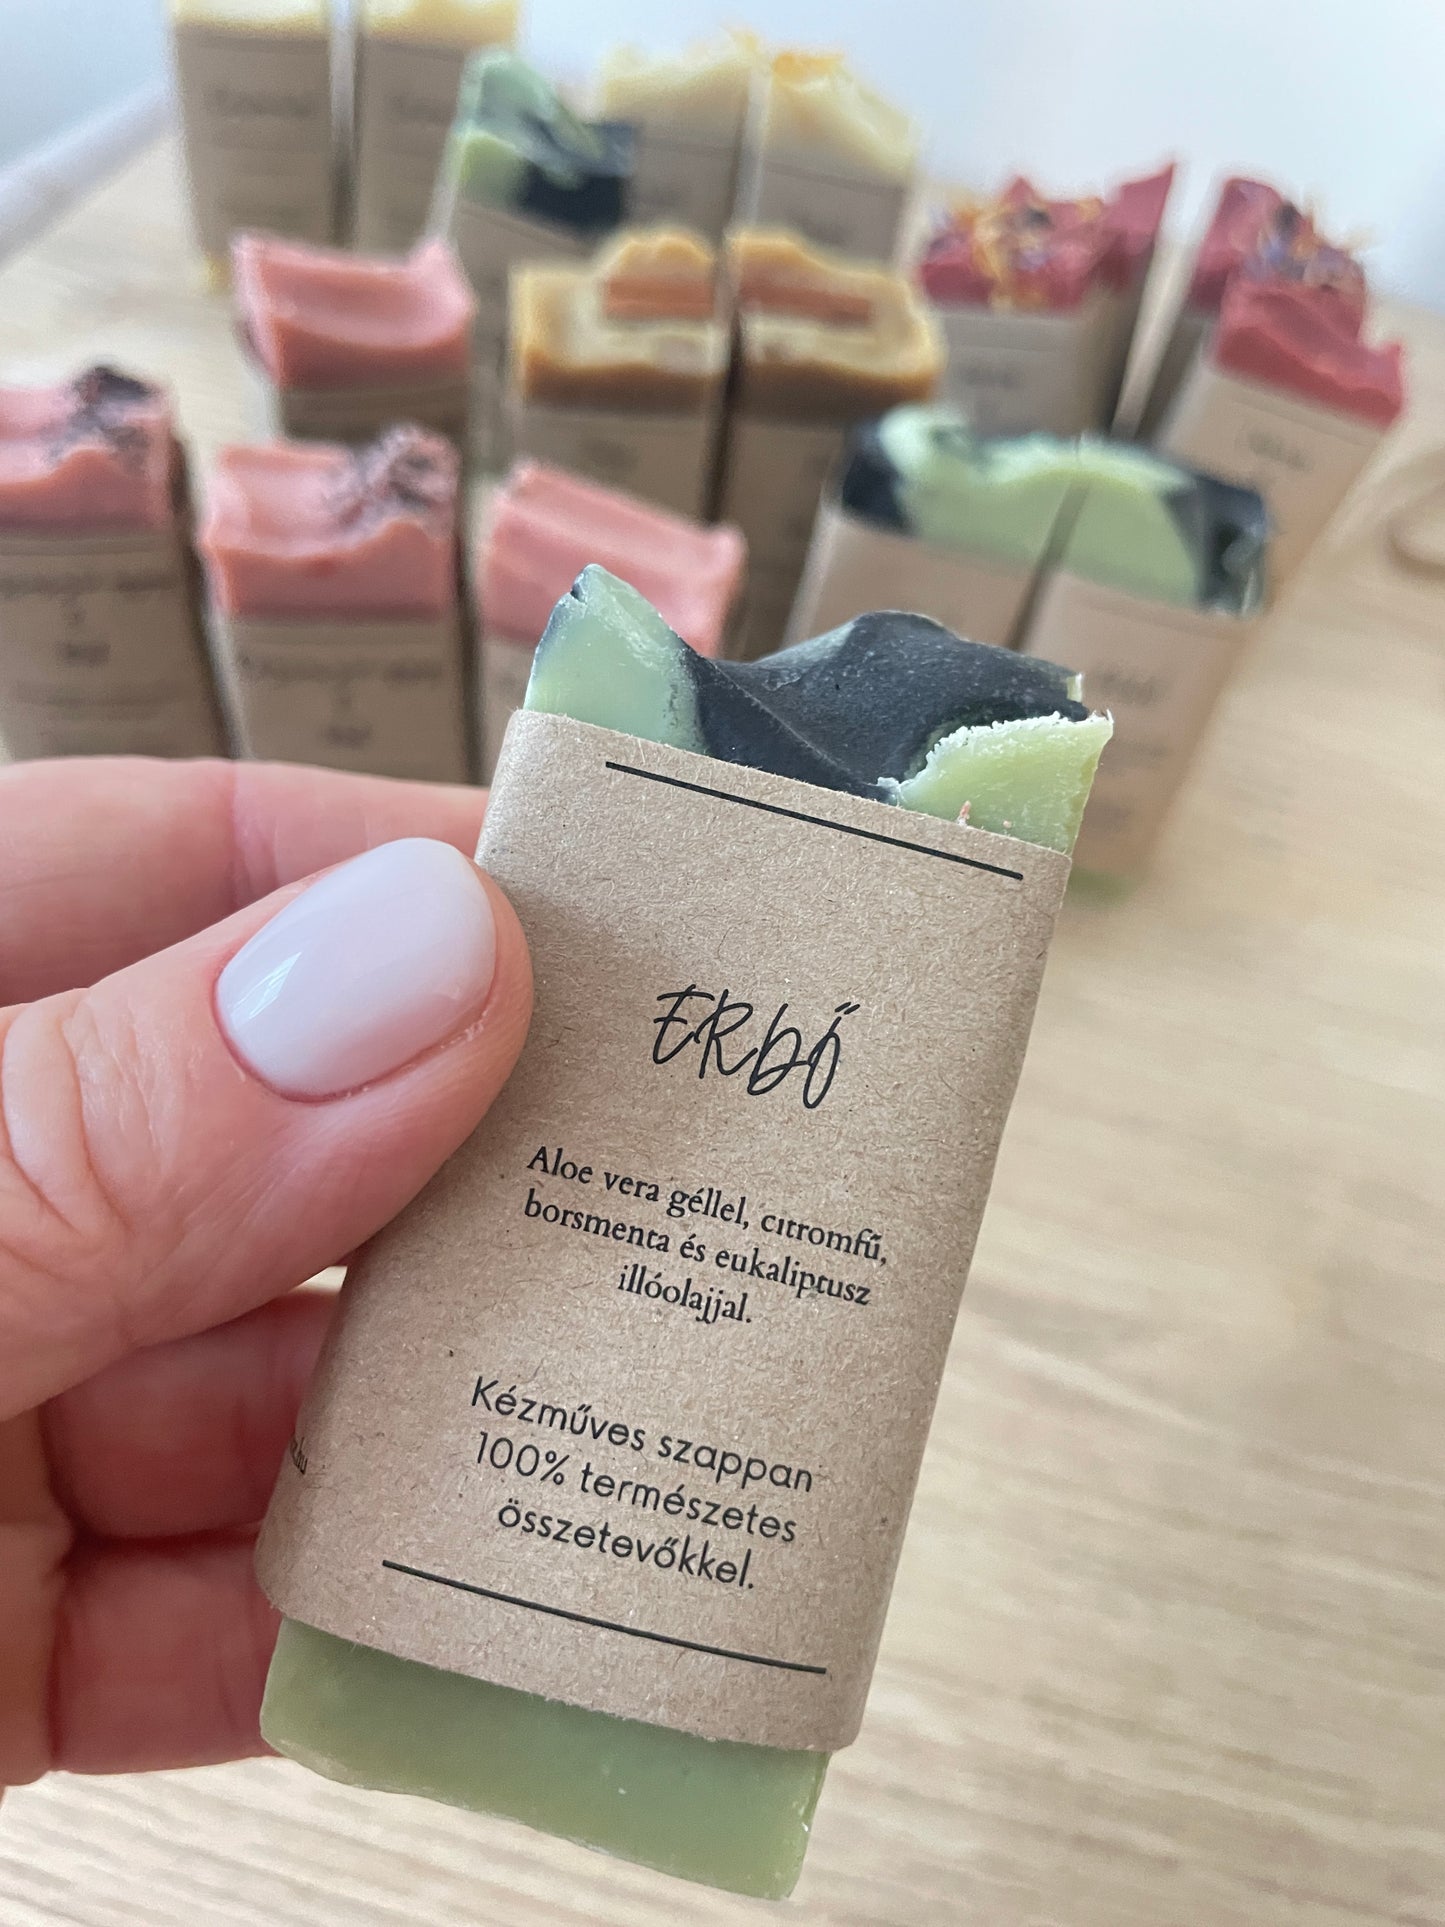 ERDŐ
Aloe vera géllel, citromfű,
borsmenta és eukaliptusz
illóolajjal.
Kézműves szappan
100% természetes
összetevőkkel.